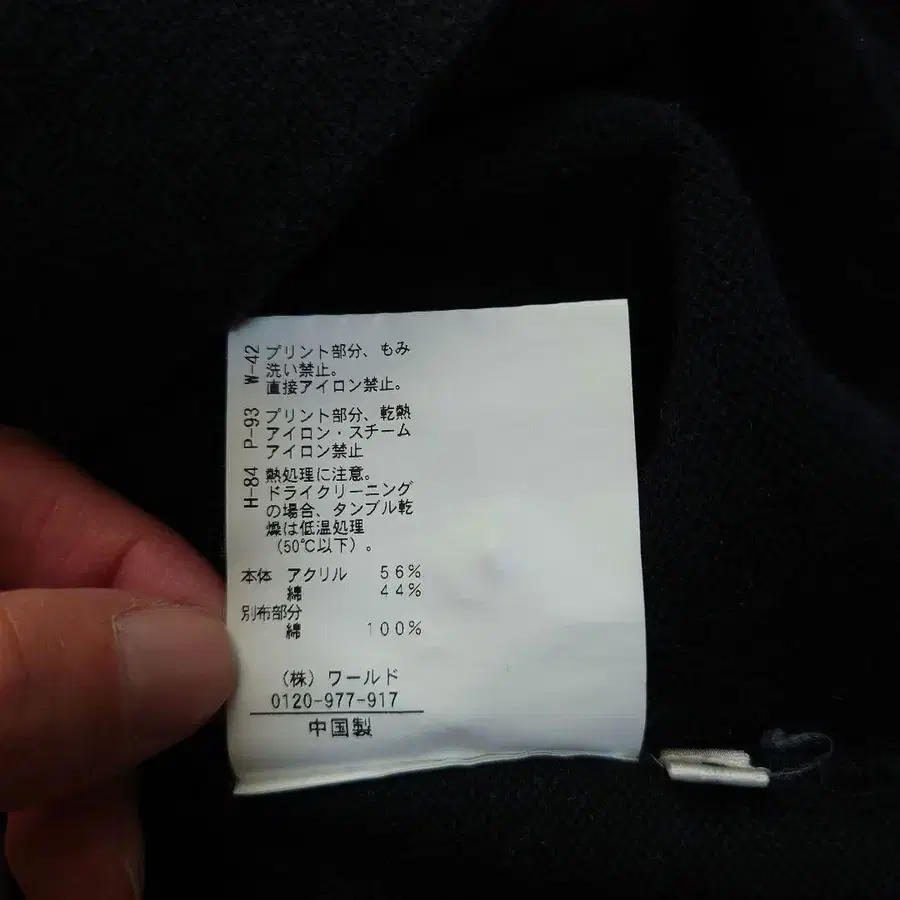 W-42 プリント部分、もみ
洗い禁止。
直接アイロン禁止。
P-93 プリント部分、乾熱
アイロン・スチーム
アイロン禁止
H-84 熱処理に注意。
ドライクリーニング
の場合、タンブル乾
燥は低温処理
(50℃以下)。
本体 アクリル 56%
綿 44%
別布部分
綿 100%
(株)ワールド
0120-977-917
中国製